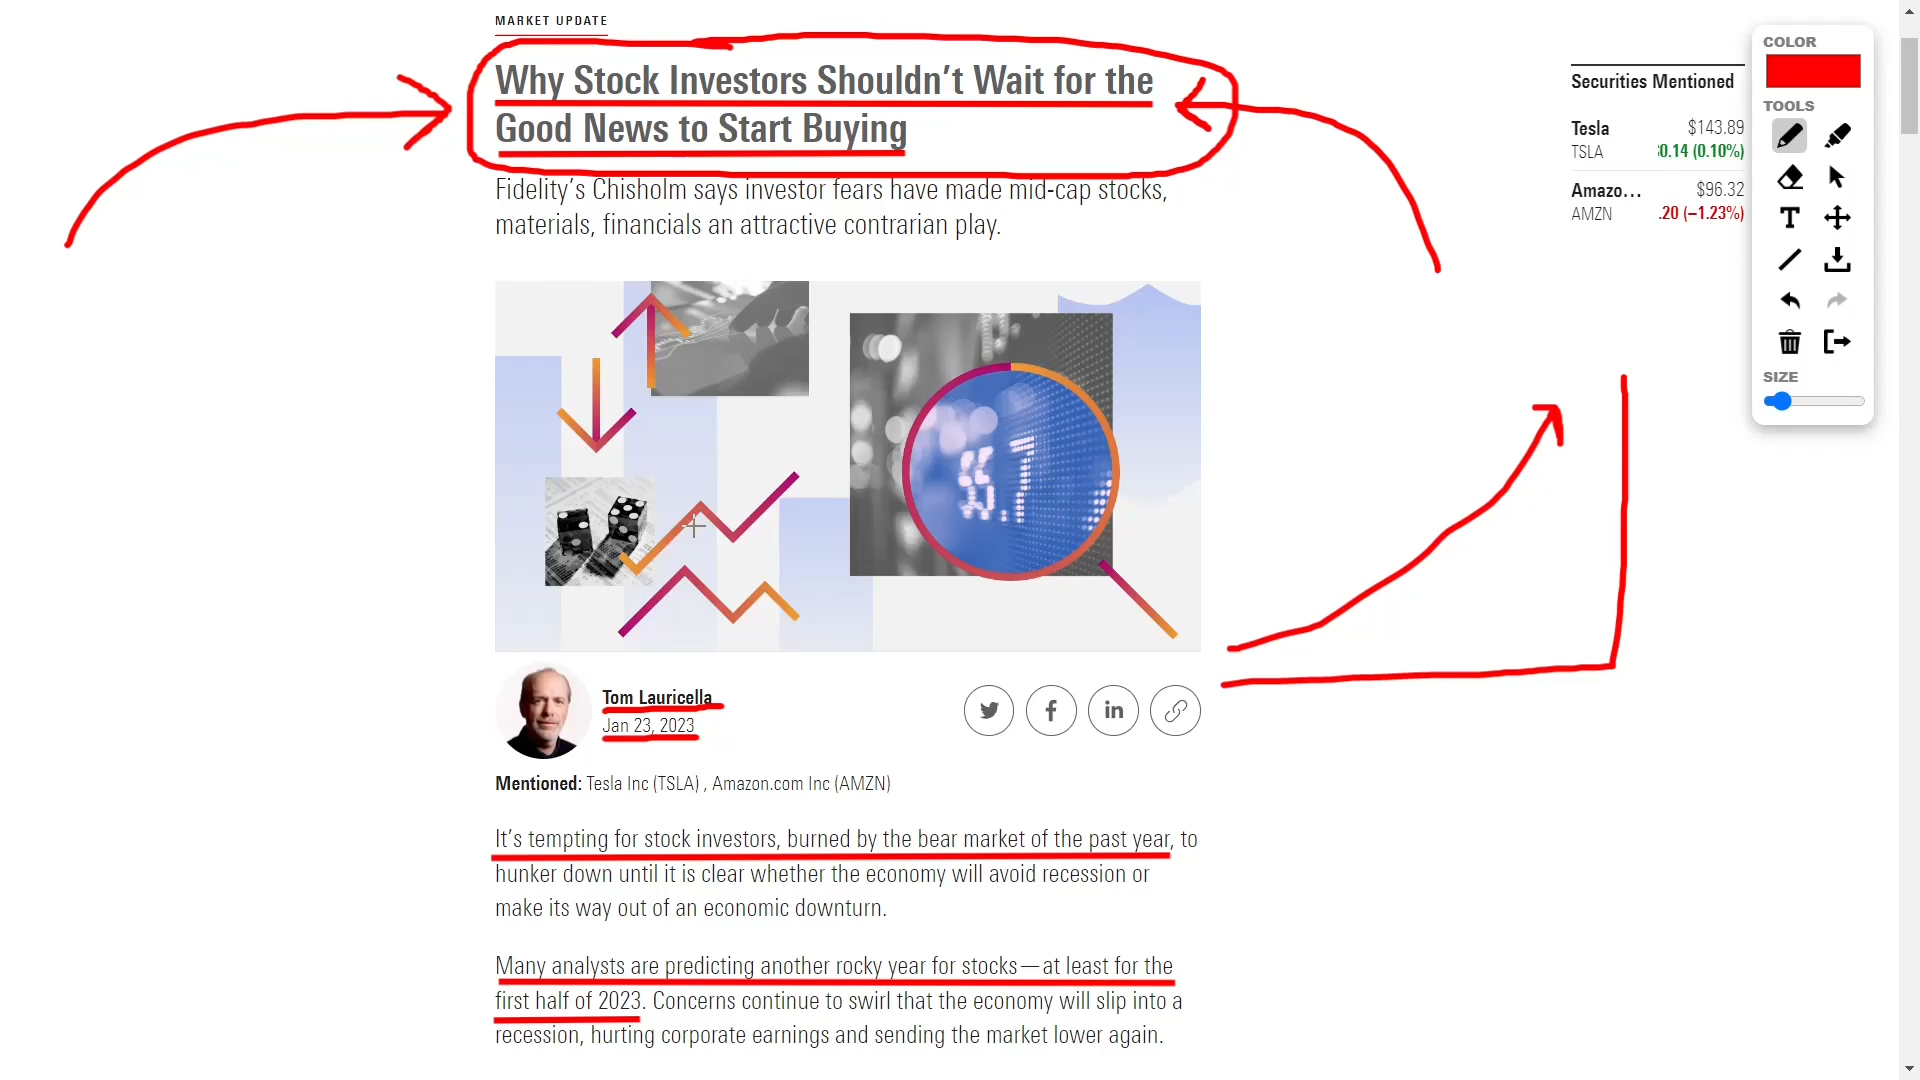 MARKET UPDATE
Why Stock Investors Shouldn't Wait for the
Good News to Start Buying
Fidelity's Chisholm says investor fears have made mid-cap stocks,
materials, financials an attractive contrarian play.
Tom Lauricella
Jan 23, 2023
Mentioned: Tesla Inc (TSLA) , Amazon.com Inc (AMZN)
It's tempting for stock investors, burned by the bear market of the past year, to
hunker down until it is clear whether the economy will avoid recession or
make its way out of an economic downturn.
Many analysts are predicting another rocky year for stocks—at least for the
first half of 2023. Concerns continue to swirl that the economy will slip into a
recession, hurting corporate earnings and sending the market lower again.
Securities Mentioned
Tesla $143.89
TSLA 0.14 (0.10%)
Amazo... $96.32
AMZN .20 (−1.23%)
COLOR
TOOLS
T
SIZE